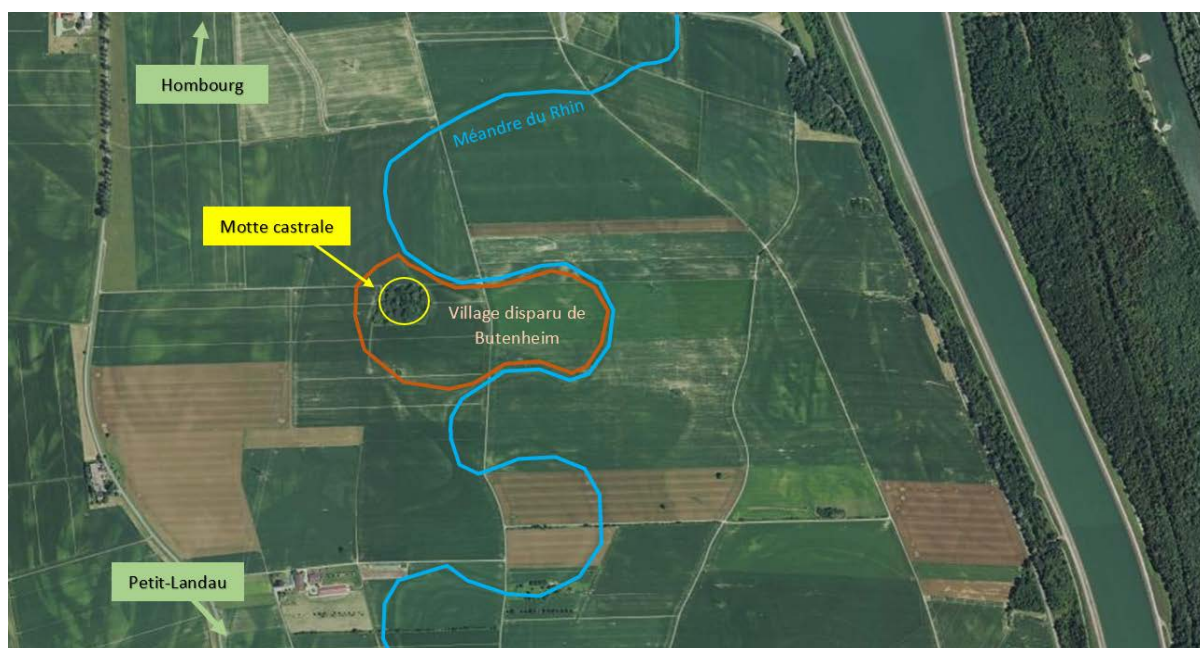 Hombourg
Méandre du Rhin
Motte castrale
Village disparu de
Butenheim
Petit-Landau